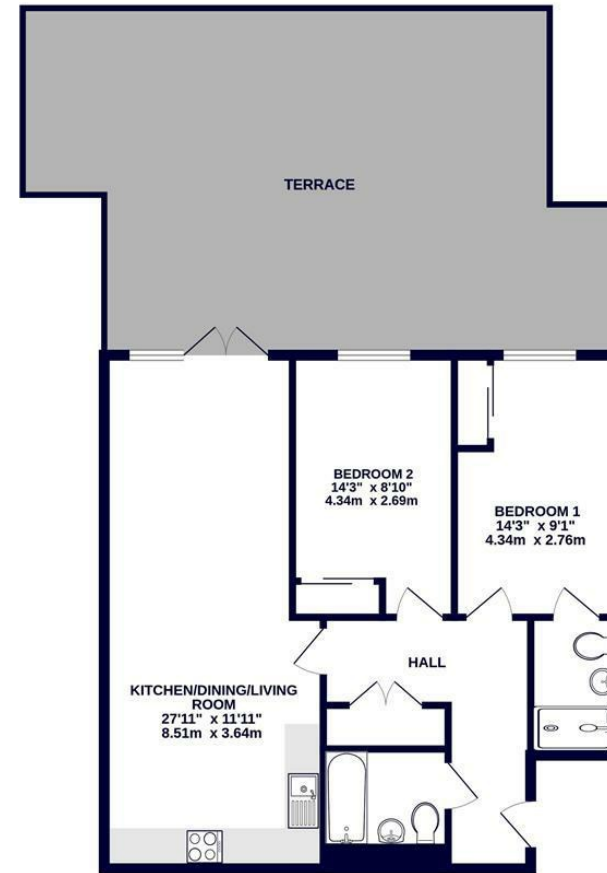 TERRACE
BEDROOM 2
14'3" x 8'10"
4.34m x 2.69m
BEDROOM 1
14'3" x 9'1"
4.34m x 2.76m
HALL
KITCHEN/DINING/LIVING
ROOM
27'11" x 11'11"
8.51m x 3.64m